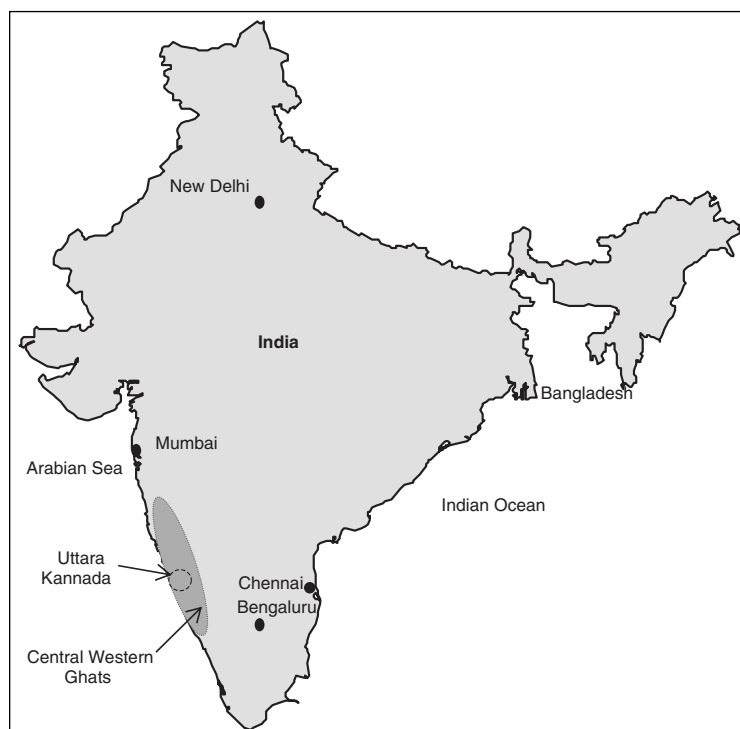 New Delhi
India
Bangladesh
Mumbai
Arabian Sea
Indian Ocean
Uttara
Kannada
Chennai
Bengaluru
Central Western
Ghats